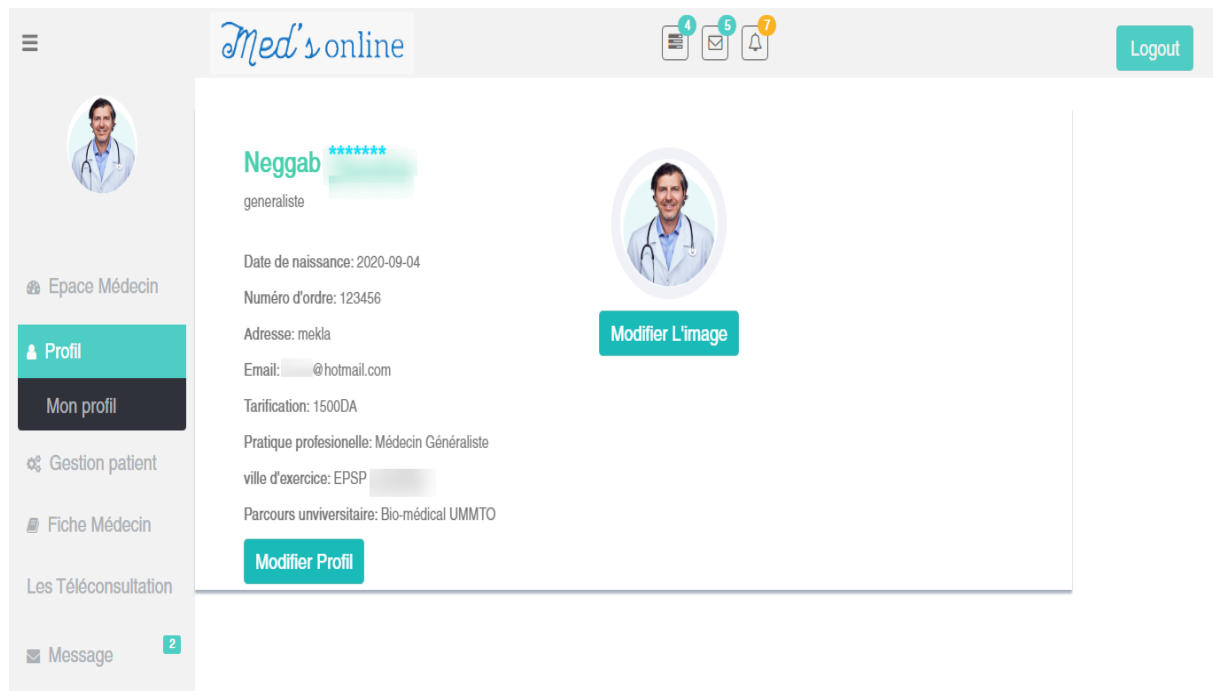 Med's online
4
5
7
Logout
Neggab *******
generaliste
Date de naissance: 2020-09-04
Numéro d'ordre: 123456
Adresse: mekla
Email: @hotmail.com
Tarification: 1500DA
Pratique profesionelle: Médecin Généraliste
ville d'exercice: EPSP
Parcours unviversitaire: Bio-médical UMMTO
Modifier Profil
Modifier L'image
Epace Médecin
Profil
Mon profil
Gestion patient
Fiche Médecin
Les Téléconsultation
Message 2